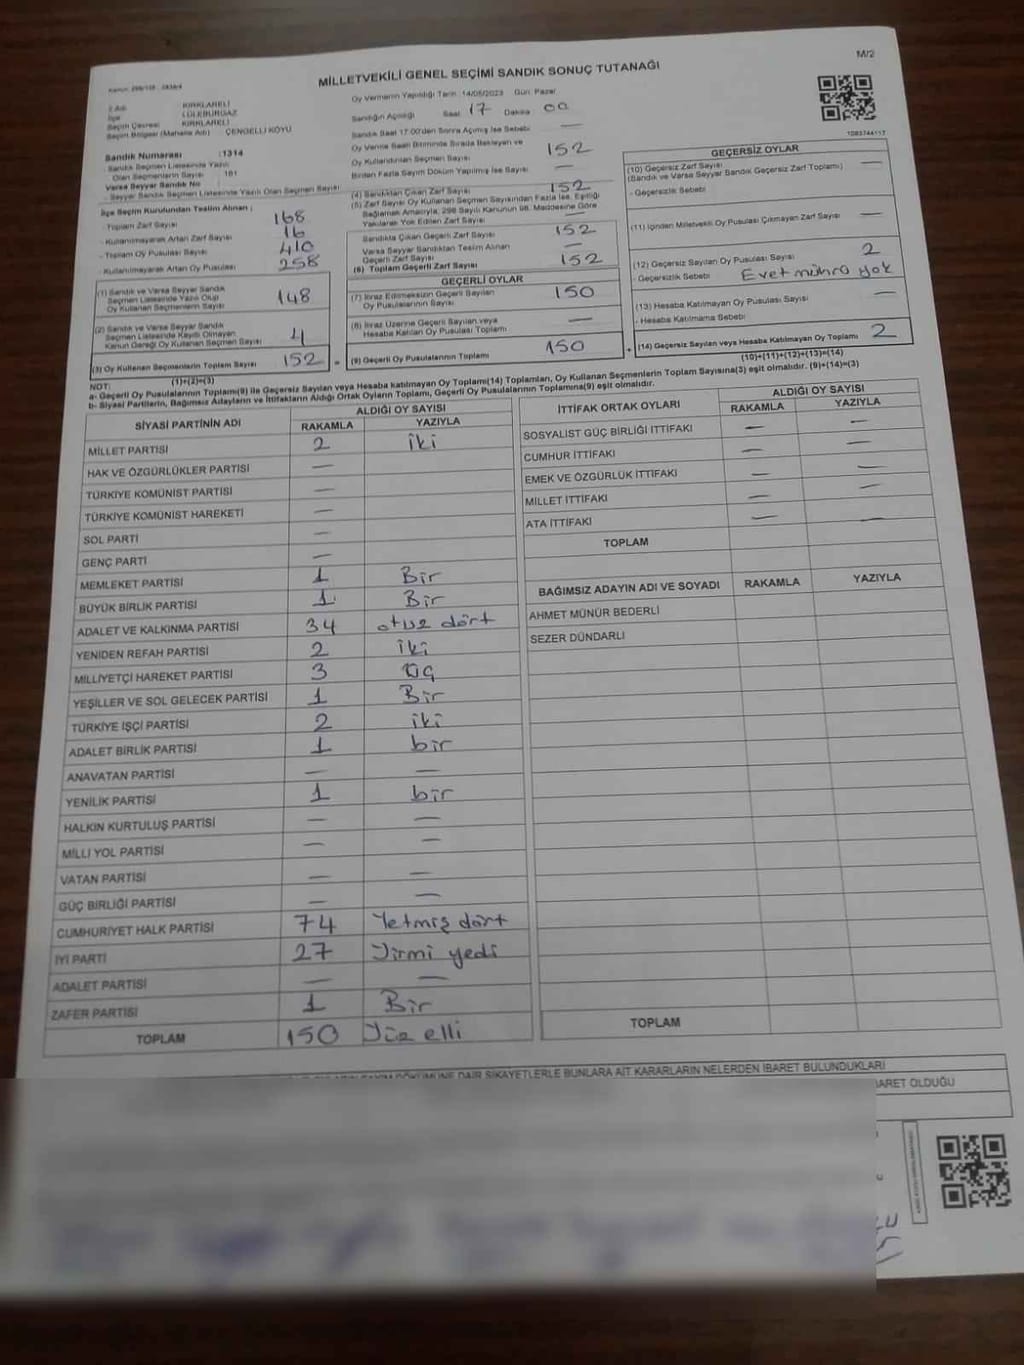 M/2
MİLLETVEKİLİ GENEL SEÇİMİ SANDIK SONUÇ TUTANAĞI
İl Adı KIRKLARELİ
İlçe LÜLEBURGAZ
Seçim Çevresi KIRKLARELİ
Seçim Bölgesi (Mahalle Adı) ÇENGELLİ KÖYÜ
Sandık Numarası :1314
Sandık Seçmen Listesinde Yazılı
Olan Seçmenlerin Sayısı 161
Varsa Seyyar Sandık No
- Seyyar Sandık Seçmen Listesinde Yazılı Olan Seçmen Sayısı
İlçe Seçim Kurulundan Teslim Alınan ;
- Toplam Zarf Sayısı 168
- Kullanılmayarak Artan Zarf Sayısı 16
- Toplam Oy Pusulası Sayısı 410
- Kullanılmayarak Artan Oy Pusulası 258
(1) Sandık ve Varsa Seyyar Sandık
Seçmen Listesinde Yazılı Olup
Oy Kullanan Seçmenlerin Sayısı 148
(2) Sandık ve Varsa Seyyar Sandık
Seçmen Listesinde Kaydı Olmayan
Kanun Gereği Oy Kullanan Seçmenlerin Sayısı 4
(3) Oy Kullanan Seçmenlerin Toplam Sayısı 152
(1)+(2)=(3)
Oy Vermenin Yapıldığı Tarih 14/05/2023 Gün: Pazar
Sandığın Açıldığı Saat 17 Dakika 00
Sandık Saat 17.00'den Sonra Açılmış İse Sebebi —
Oy Verme Saati Bitiminde Sırada Bekleyen ve
Oy Kullandırılan Seçmen Sayısı 152
Birden Fazla Sayım Döküm Yapılmış İse Sayısı —
(4) Sandıktan Çıkan Zarf Sayısı 152
(5) Zarf Sayısı Oy Kullanan Seçmen Sayısından Fazla İse, Eşitliği
Sağlamak Amacıyla, 298 Sayılı Kanunun 98. Maddesine Göre
Yakılarak Yok Edilen Zarf Sayısı —
Sandıkta Çıkan Geçerli Zarf Sayısı 152
Varsa Seyyar Sandıktan Teslim Alınan
Geçerli Zarf Sayısı —
(6) Toplam Geçerli Zarf Sayısı 152
GEÇERLİ OYLAR
(7) İtiraz Edilmeksizin Geçerli Sayılan
Oy Pusulalarının Sayısı 150
(8) İtiraz Üzerine Geçerli Sayılan veya
Hesaba Katılan Oy Pusulası Toplamı —
= (9) Geçerli Oy Pusulalarının Toplamı 150
1083744117
GEÇERSİZ OYLAR
(10) Geçersiz Zarf Sayısı
(Sandık ve Varsa Seyyar Sandık Geçersiz Zarf Toplamı) —
- Geçersizlik Sebebi
(11) İçinden Milletvekili Oy Pusulası Çıkmayan Zarf Sayısı —
(12) Geçersiz Sayılan Oy Pusulası Sayısı 2
- Geçersizlik Sebebi Evet mührü yok
(13) Hesaba Katılmayan Oy Pusulası Sayısı —
- Hesaba Katılmama Sebebi
+ (14) Geçersiz Sayılan veya Hesaba Katılmayan Oy Toplamı 2
(10)+(11)+(12)+(13)=(14)
NOT:
a- Geçerli Oy Pusulalarının Toplamı(9) ile Geçersiz Sayılan veya Hesaba katılmayan Oy Toplamı(14) Toplamları, Oy Kullanan Seçmenlerin Toplam Sayısına(3) eşit olmalıdır. (9)+(14)=(3)
b- Siyasi Partilerin, Bağımsız Adayların ve İttifakların Aldığı Ortak Oyların Toplamı, Geçerli Oy Pusulalarının Toplamına(9) eşit olmalıdır.
SİYASİ PARTİNİN ADI ALDIĞI OY SAYISI
RAKAMLA YAZIYLA
MİLLET PARTİSİ 2 iki
HAK VE ÖZGÜRLÜKLER PARTİSİ —
TÜRKİYE KOMÜNİST PARTİSİ —
TÜRKİYE KOMÜNİST HAREKETİ —
SOL PARTİ —
GENÇ PARTİ —
MEMLEKET PARTİSİ 1 Bir
BÜYÜK BİRLİK PARTİSİ 1 Bir
ADALET VE KALKINMA PARTİSİ 34 otuz dört
YENİDEN REFAH PARTİSİ 2 iki
MİLLİYETÇİ HAREKET PARTİSİ 3 üç
YEŞİLLER VE SOL GELECEK PARTİSİ 1 Bir
TÜRKİYE İŞÇİ PARTİSİ 2 iki
ADALET BİRLİK PARTİSİ 1 bir
ANAVATAN PARTİSİ — —
YENİLİK PARTİSİ 1 bir
HALKIN KURTULUŞ PARTİSİ — —
MİLLİ YOL PARTİSİ — —
VATAN PARTİSİ — —
GÜÇ BİRLİĞİ PARTİSİ — —
CUMHURİYET HALK PARTİSİ 74 Yetmiş dört
İYİ PARTİ 27 Yirmi yedi
ADALET PARTİSİ — —
ZAFER PARTİSİ 1 Bir
TOPLAM 150 Yüz elli
İTTİFAK ORTAK OYLARI ALDIĞI OY SAYISI
RAKAMLA YAZIYLA
SOSYALİST GÜÇ BİRLİĞİ İTTİFAKI — —
CUMHUR İTTİFAKI — —
EMEK VE ÖZGÜRLÜK İTTİFAKI — —
MİLLET İTTİFAKI — —
ATA İTTİFAKI — —
TOPLAM
BAĞIMSIZ ADAYIN ADI VE SOYADI RAKAMLA YAZIYLA
AHMET MÜNÜR BEDERLİ
SEZER DÜNDARLI
TOPLAM
DÖKÜMÜNE DAİR ŞİKAYETLERLE BUNLARA AİT KARARLARIN NELERDEN İBARET BULUNDUKLARI
İBARET OLDUĞU